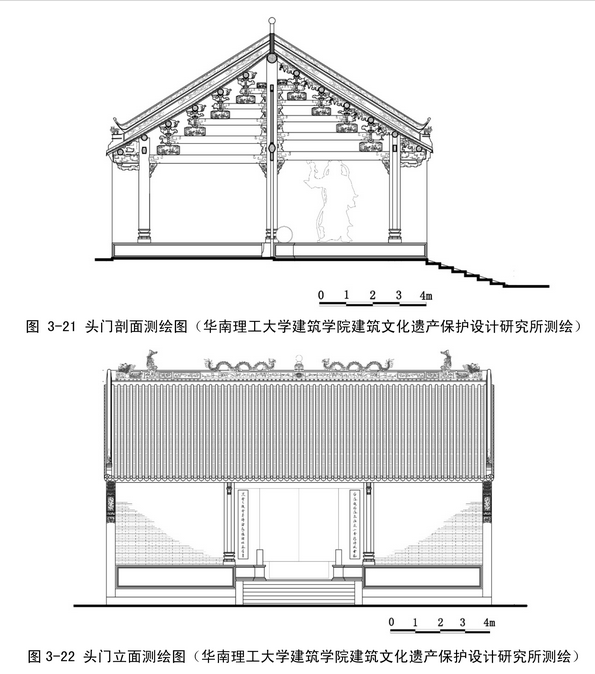 0 1 2 3 4m
图 3-21 头门剖面测绘图（华南理工大学建筑学院建筑文化遗产保护设计研究所测绘）
0 1 2 3 4m
图3-22 头门立面测绘图（华南理工大学建筑学院建筑文化遗产保护设计研究所测绘）